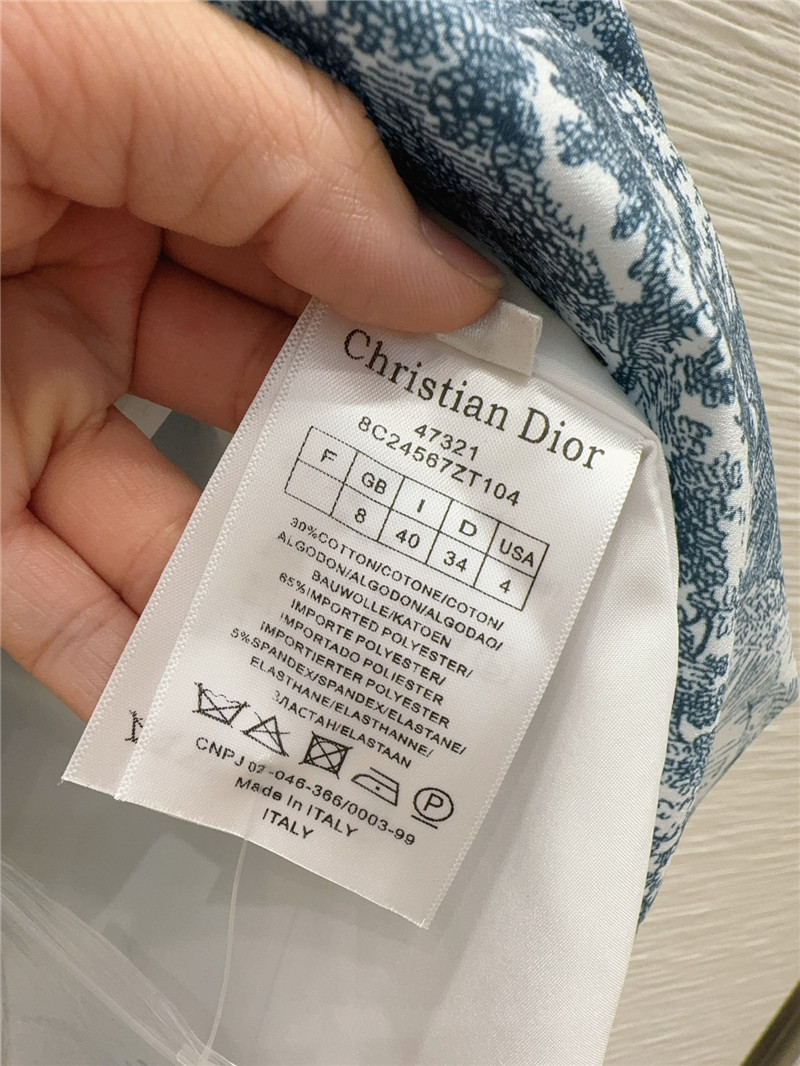 Christian Dior
47321
8C24567ZT104
F GB I D USA
8 40 34 4
30%COTTON/COTONE/COTON/
ALGODON/ALGODON/ALGODAO/
BAUWOLLE/KATOEN
65%IMPORTED POLYESTER/
IMPORTE POLYESTER/
IMPORTADO POLIESTER
IMPORTIERTER POLYESTER
5%SPANDEX/SPANDEX/ELASTANE/
ELASTHANE/ELASTHANNE/
ЗЛАСТАН/ELASTAAN
P
CNPJ 02-046-366/0003-99
Made in ITALY
ITALY